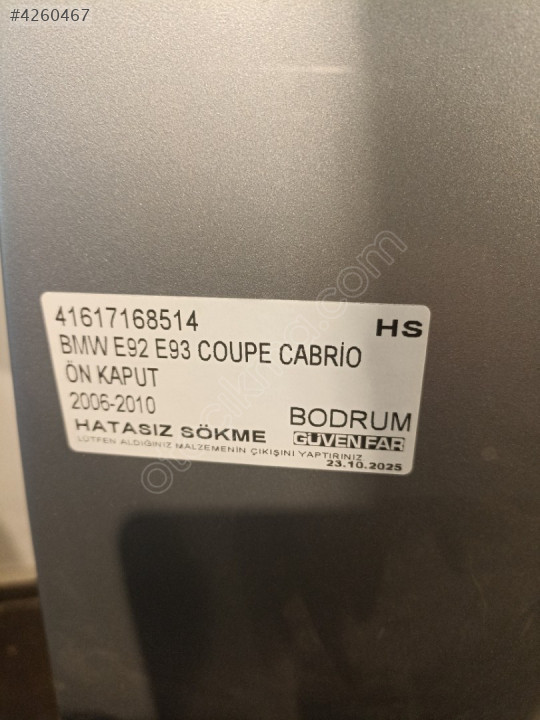 #4260467
41617168514
HS
BMW E92 E93 COUPE CABRİO
ÖN KAPUT
2006-2010
BODRUM
HATASIZ SÖKME
GÜVEN FAR
LÜTFEN ALDIĞINIZ MALZEMENİN ÇIKIŞINI YAPTIRINIZ
23.10.2025